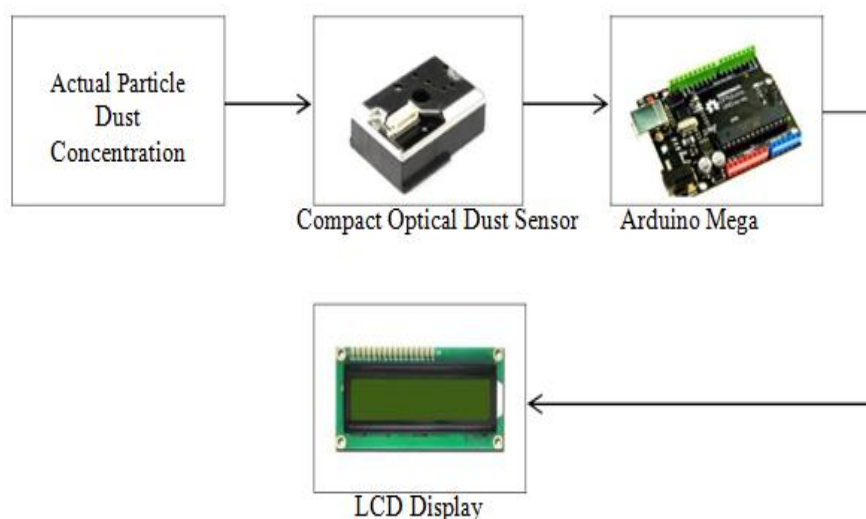 Actual Particle
Dust
Concentration
Compact Optical Dust Sensor
Arduino Mega
LCD Display